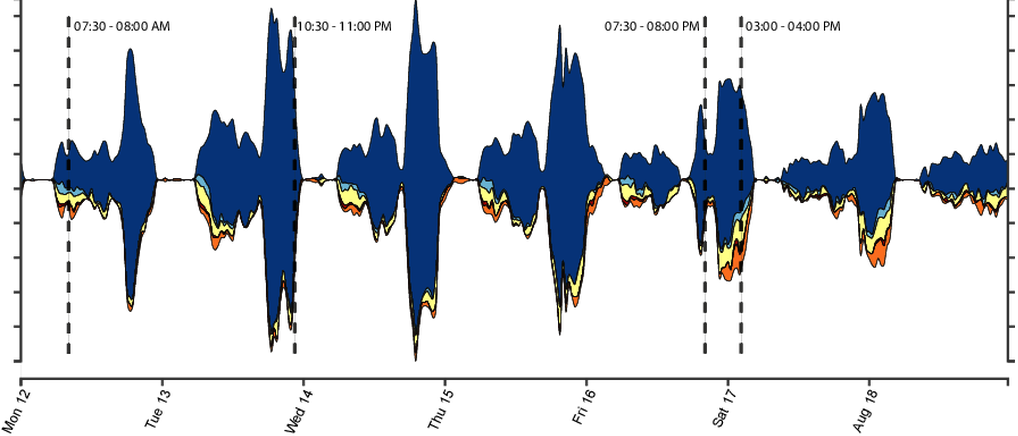 07:30 - 08:00 AM
10:30 - 11:00 PM
07:30 - 08:00 PM
03:00 - 04:00 PM
Mon 12
Tue 13
Wed 14
Thu 15
Fri 16
Sat 17
Aug 18